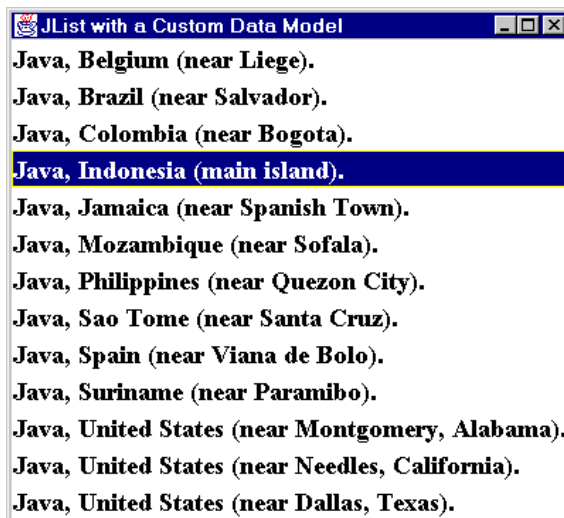 JList with a Custom Data Model
Java, Belgium (near Liege).
Java, Brazil (near Salvador).
Java, Colombia (near Bogota).
Java, Indonesia (main island).
Java, Jamaica (near Spanish Town).
Java, Mozambique (near Sofala).
Java, Philippines (near Quezon City).
Java, Sao Tome (near Santa Cruz).
Java, Spain (near Viana de Bolo).
Java, Suriname (near Paramibo).
Java, United States (near Montgomery, Alabama).
Java, United States (near Needles, California).
Java, United States (near Dallas, Texas).